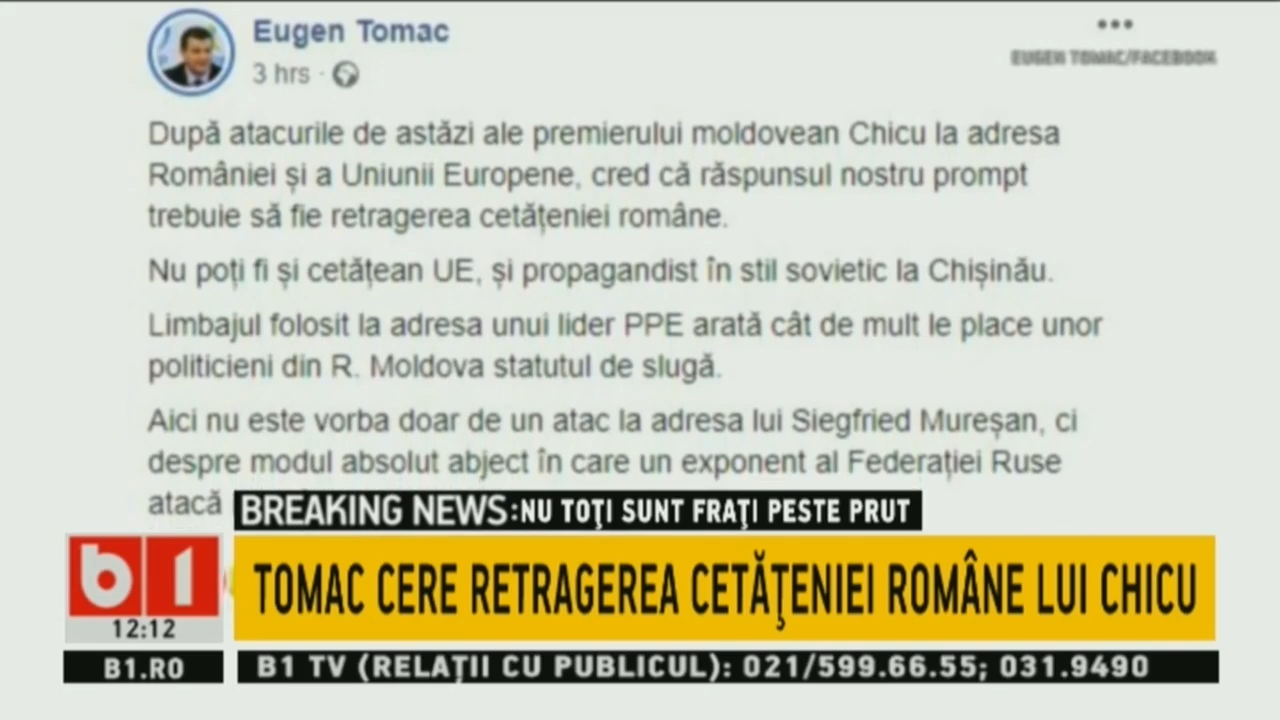 Eugen Tomac
3 hrs ·
EUGEN TOMAC/FACEBOOK
După atacurile de astăzi ale premierului moldovean Chicu la adresa
României și a Uniunii Europene, cred că răspunsul nostru prompt
trebuie să fie retragerea cetățeniei române.
Nu poți fi și cetățean UE, și propagandist în stil sovietic la Chișinău.
Limbajul folosit la adresa unui lider PPE arată cât de mult le place unor
politicieni din R. Moldova statutul de slugă.
Aici nu este vorba doar de un atac la adresa lui Siegfried Mureșan, ci
despre modul absolut abject în care un exponent al Federației Ruse
atacă
BREAKING NEWS:NU TOŢI SUNT FRAŢI PESTE PRUT
b1
TOMAC CERE RETRAGEREA CETĂŢENIEI ROMÂNE LUI CHICU
12:12
B1.RO
B1 TV (RELAŢII CU PUBLICUL): 021/599.66.55; 031.9490